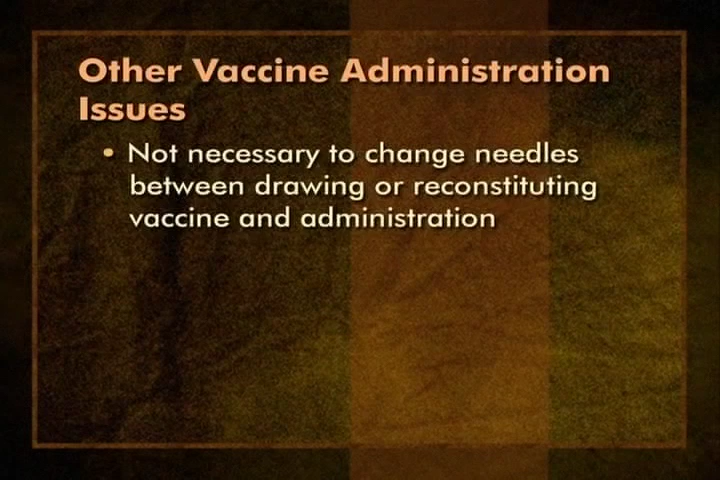 Other Vaccine Administration
Issues
• Not necessary to change needles
between drawing or reconstituting
vaccine and administration